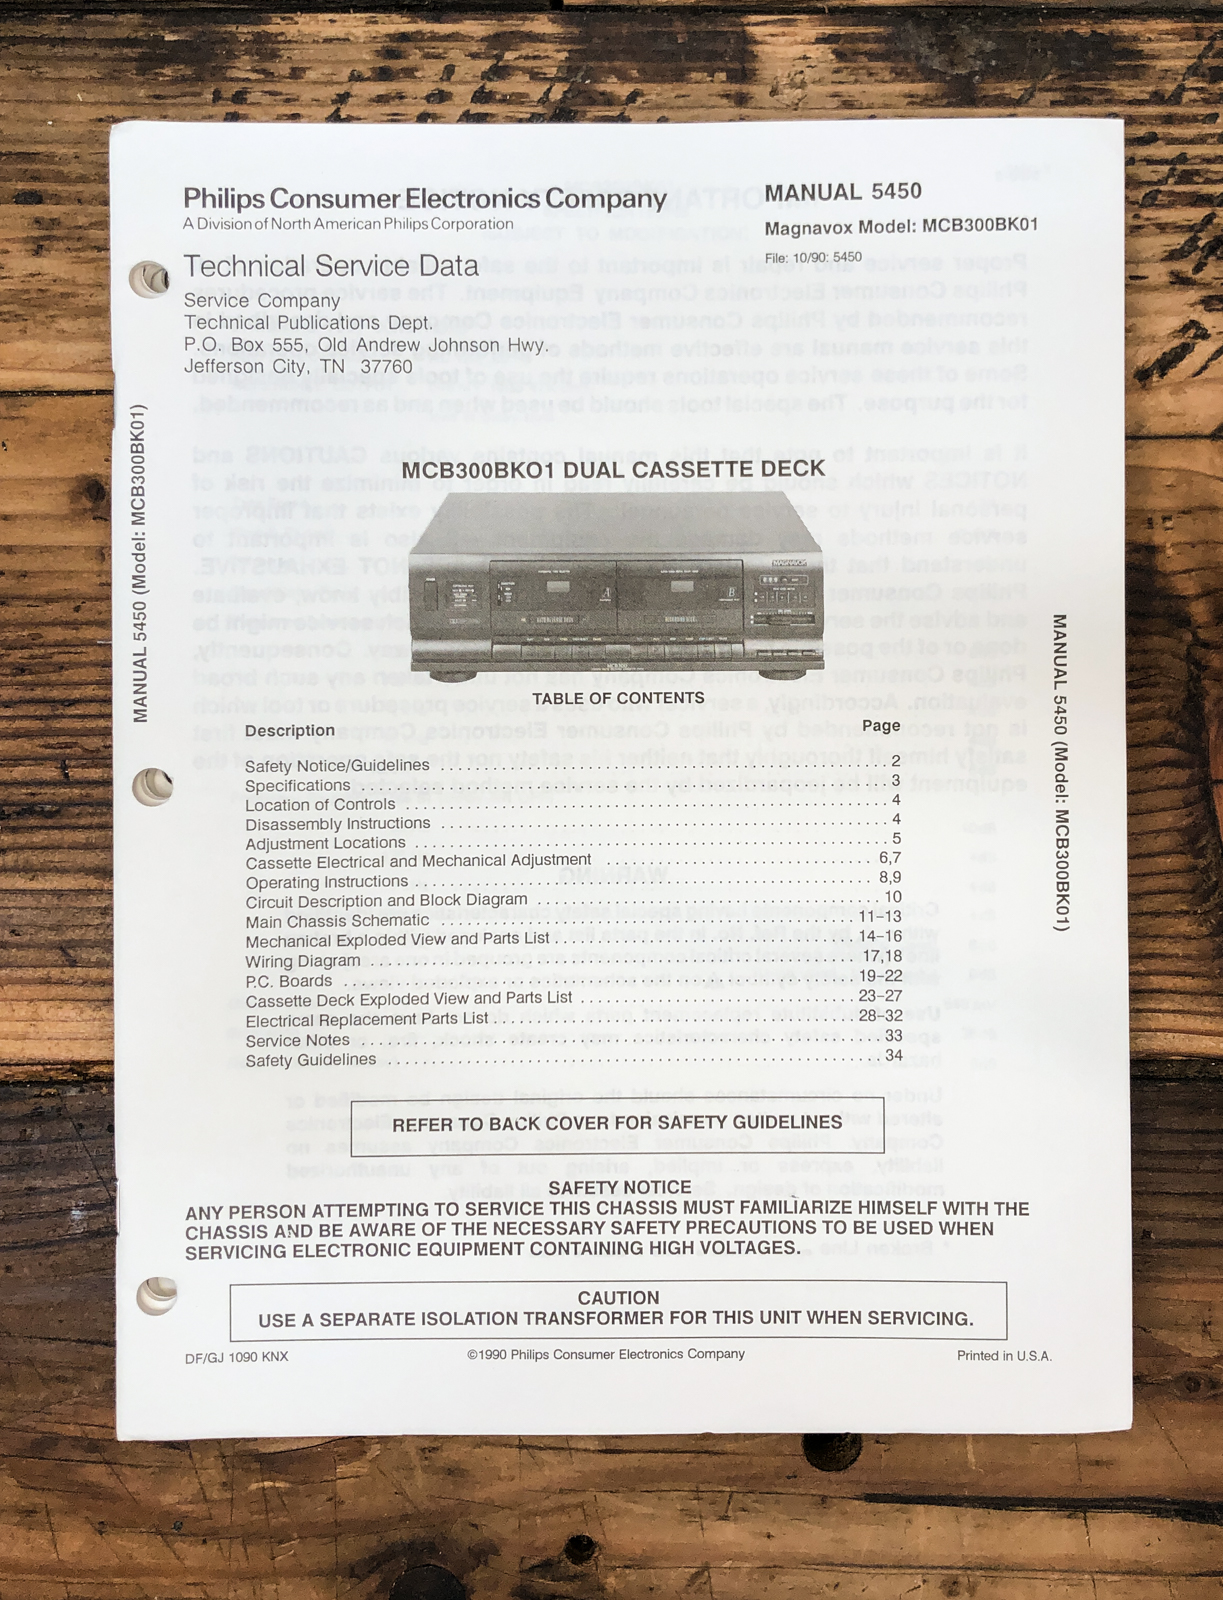 Philips Consumer Electronics Company
A Division of North American Philips Corporation
Technical Service Data
Service Company
Technical Publications Dept.
P.O. Box 555, Old Andrew Johnson Hwy.
Jefferson City, TN 37760
MANUAL 5450
Magnavox Model: MCB300BK01
File: 10/90: 5450
MANUAL 5450 (Model: MCB300BK01)
MCB300BKO1 DUAL CASSETTE DECK
MAGNAVOX
A
B
TABLE OF CONTENTS
Description Page
Safety Notice/Guidelines 2
Specifications 3
Location of Controls 4
Disassembly Instructions 4
Adjustment Locations 5
Cassette Electrical and Mechanical Adjustment 6,7
Operating Instructions 8,9
Circuit Description and Block Diagram 10
Main Chassis Schematic 11–13
Mechanical Exploded View and Parts List 14–16
Wiring Diagram 17,18
P.C. Boards 19–22
Cassette Deck Exploded View and Parts List 23–27
Electrical Replacement Parts List 28–32
Service Notes 33
Safety Guidelines 34
MANUAL 5450 (Model: MCB300BK01)
REFER TO BACK COVER FOR SAFETY GUIDELINES
SAFETY NOTICE
ANY PERSON ATTEMPTING TO SERVICE THIS CHASSIS MUST FAMILIARIZE HIMSELF WITH THE
CHASSIS AND BE AWARE OF THE NECESSARY SAFETY PRECAUTIONS TO BE USED WHEN
SERVICING ELECTRONIC EQUIPMENT CONTAINING HIGH VOLTAGES.
CAUTION
USE A SEPARATE ISOLATION TRANSFORMER FOR THIS UNIT WHEN SERVICING.
DF/GJ 1090 KNX
©1990 Philips Consumer Electronics Company
Printed in U.S.A.